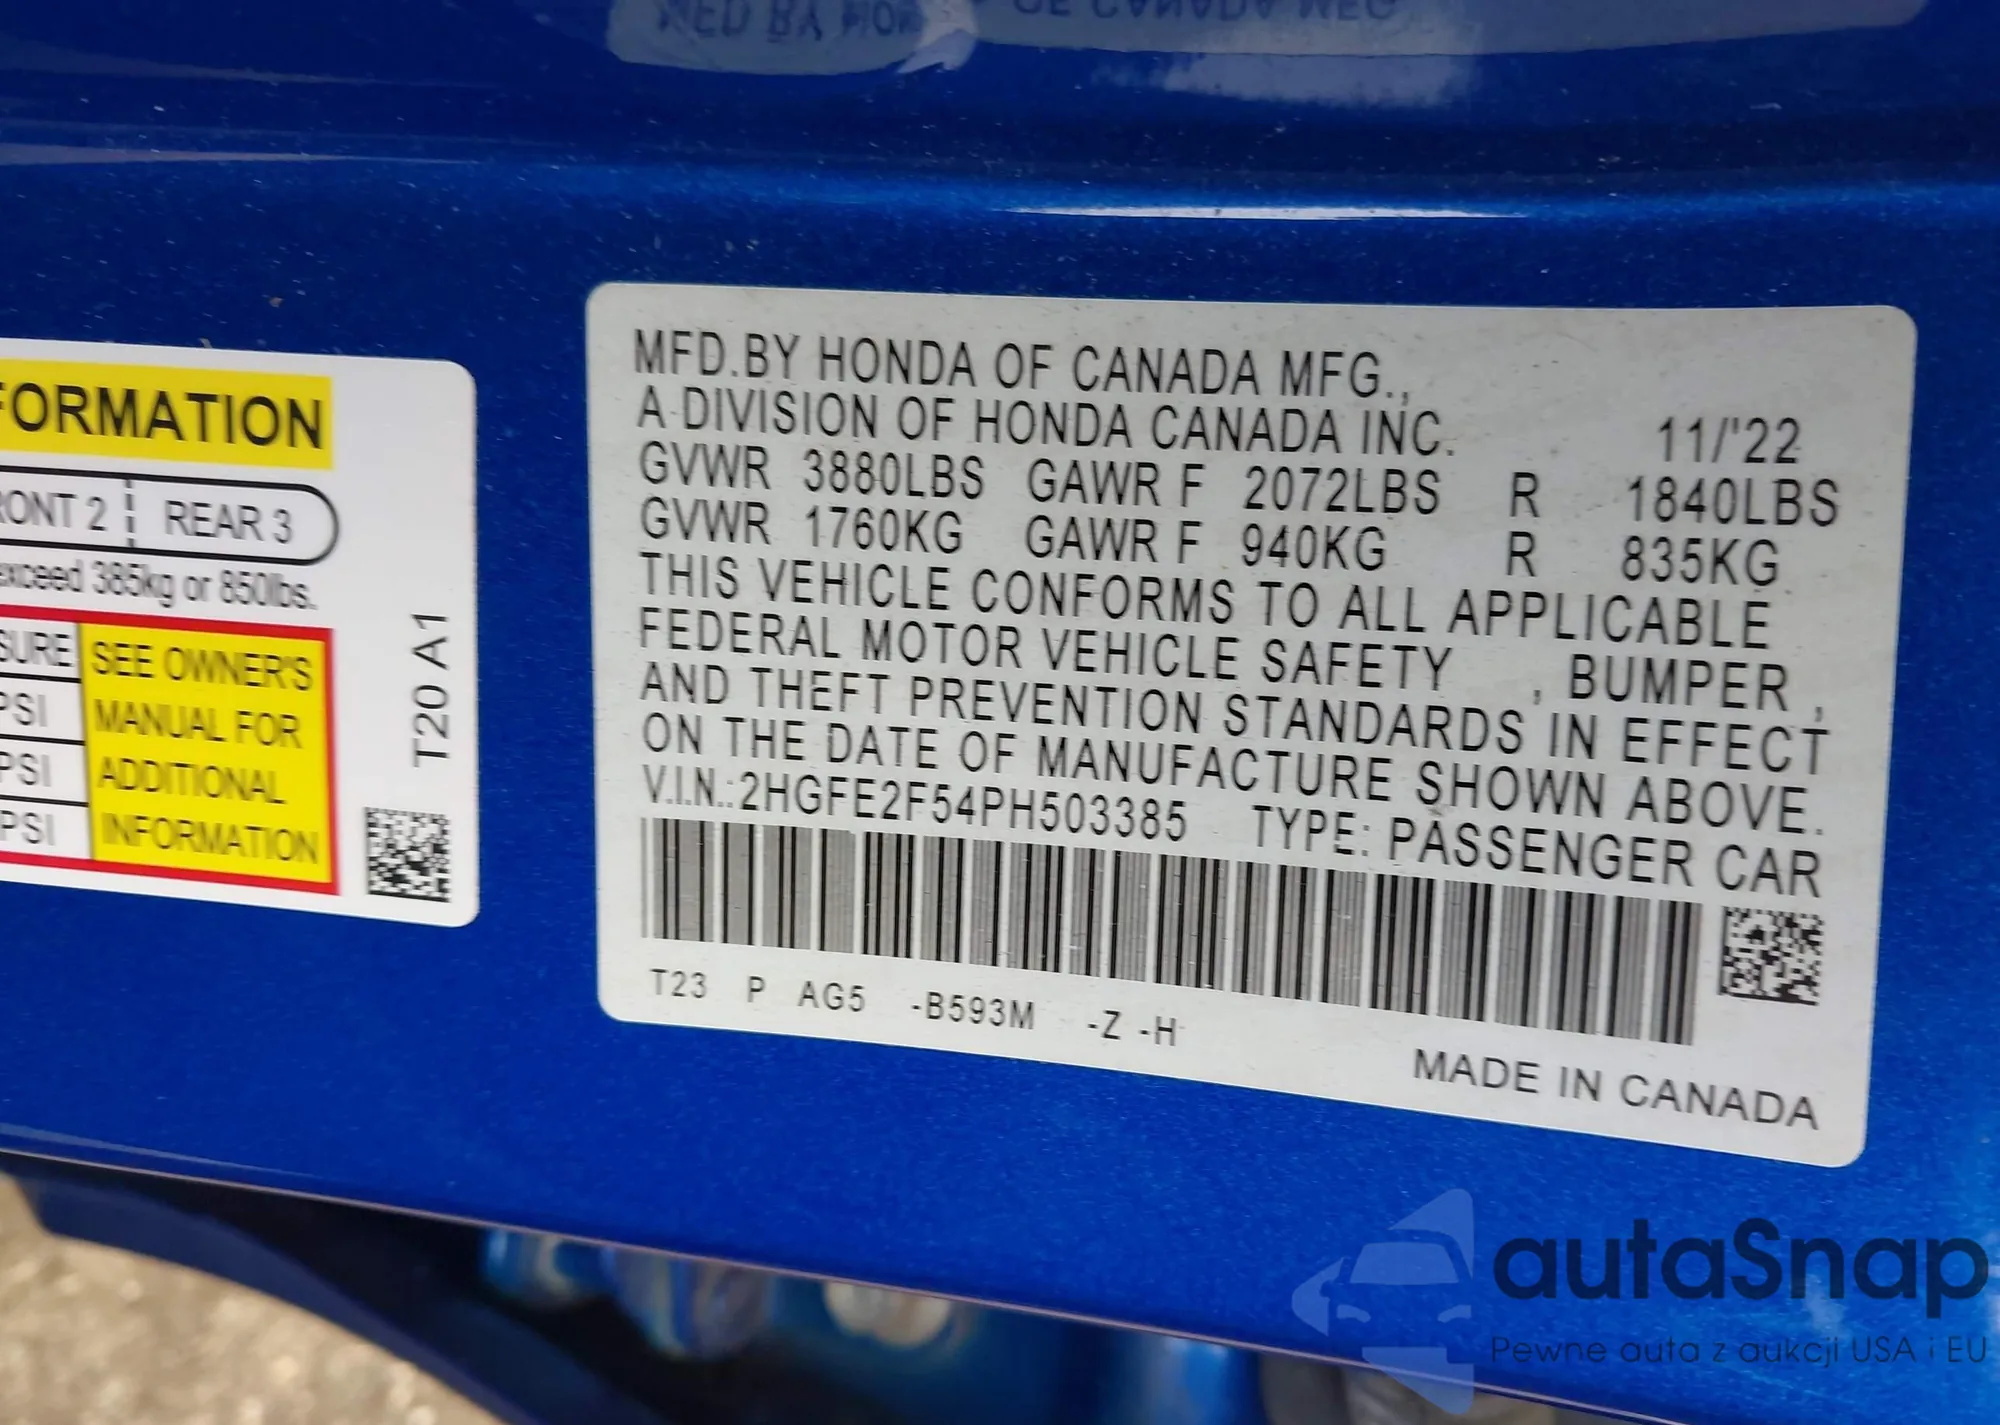 FORMATION
RONT 2 REAR 3
exceed 385kg or 850lbs.
SURE
PSI
PSI
PSI
SEE OWNER'S
MANUAL FOR
ADDITIONAL
INFORMATION
T20 A1
MFD.BY HONDA OF CANADA MFG.,
A DIVISION OF HONDA CANADA INC. 11/'22
GVWR 3880LBS GAWR F 2072LBS R 1840LBS
GVWR 1760KG GAWR F 940KG R 835KG
THIS VEHICLE CONFORMS TO ALL APPLICABLE
FEDERAL MOTOR VEHICLE SAFETY , BUMPER ,
AND THEFT PREVENTION STANDARDS IN EFFECT
ON THE DATE OF MANUFACTURE SHOWN ABOVE.
V.I.N.:2HGFE2F54PH503385 TYPE: PASSENGER CAR
T23 P AG5 -B593M -Z -H
MADE IN CANADA
autaSnap
Pewne auta z aukcji USA i EU